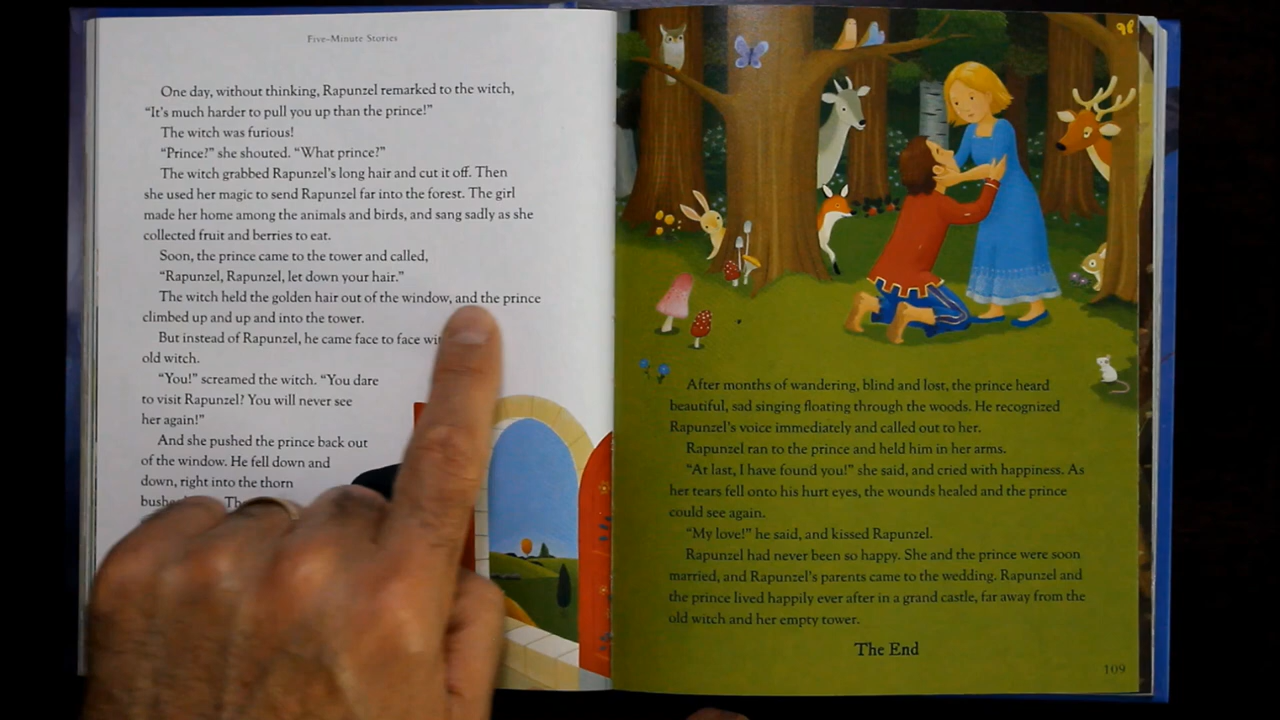 Five-Minute Stories
One day, without thinking, Rapunzel remarked to the witch,
“It’s much harder to pull you up than the prince!”
The witch was furious!
“Prince?” she shouted. “What prince?”
The witch grabbed Rapunzel’s long hair and cut it off. Then
she used her magic to send Rapunzel far into the forest. The girl
made her home among the animals and birds, and sang sadly as she
collected fruit and berries to eat.
Soon, the prince came to the tower and called,
“Rapunzel, Rapunzel, let down your hair.”
The witch held the golden hair out of the window, and the prince
climbed up and up and into the tower.
But instead of Rapunzel, he came face to face
old witch.
“You!” screamed the witch. “You dare
to visit Rapunzel? You will never see
her again!”
And she pushed the prince back out
of the window. He fell down and
down, right into the thorn
After months of wandering, blind and lost, the prince heard
beautiful, sad singing floating through the woods. He recognized
Rapunzel’s voice immediately and called out to her.
Rapunzel ran to the prince and held him in her arms.
“At last, I have found you!” she said, and cried with happiness. As
her tears fell onto his hurt eyes, the wounds healed and the prince
could see again.
“My love!” he said, and kissed Rapunzel.
Rapunzel had never been so happy. She and the prince were soon
married, and Rapunzel’s parents came to the wedding. Rapunzel and
the prince lived happily ever after in a grand castle, far away from the
old witch and her empty tower.
The End
109